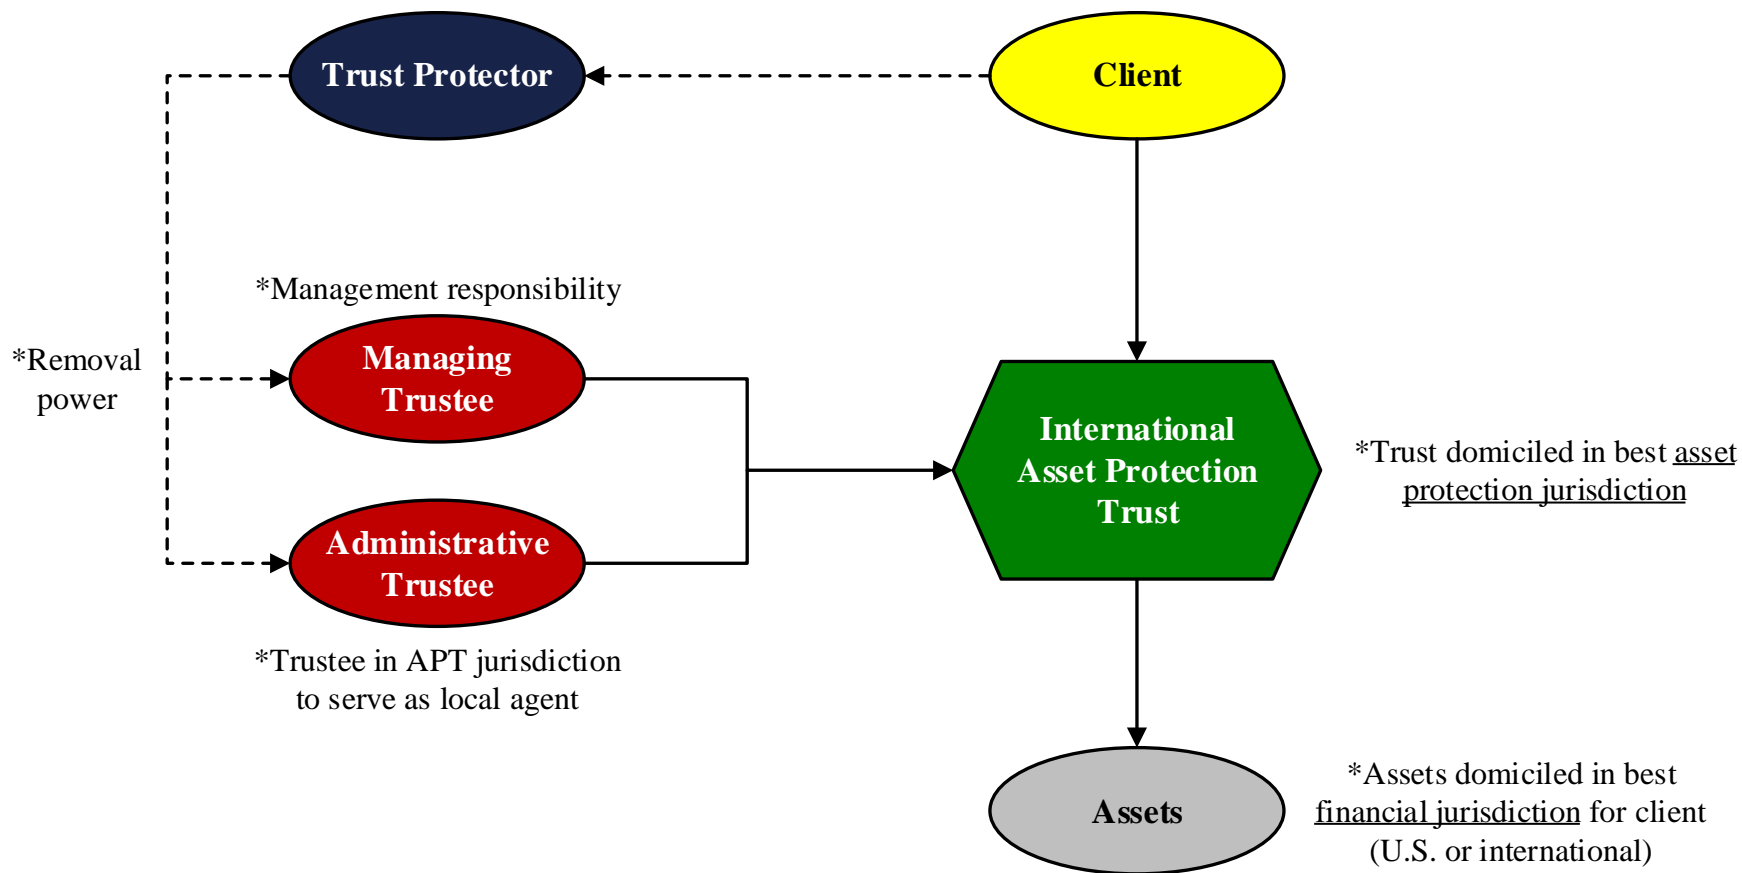 Trust Protector
Client
*Management responsibility
*Removal
power
Managing
Trustee
International
Asset Protection
Trust
*Trust domiciled in best asset
protection jurisdiction
Administrative
Trustee
*Trustee in APT jurisdiction
to serve as local agent
Assets
*Assets domiciled in best
financial jurisdiction for client
(U.S. or international)